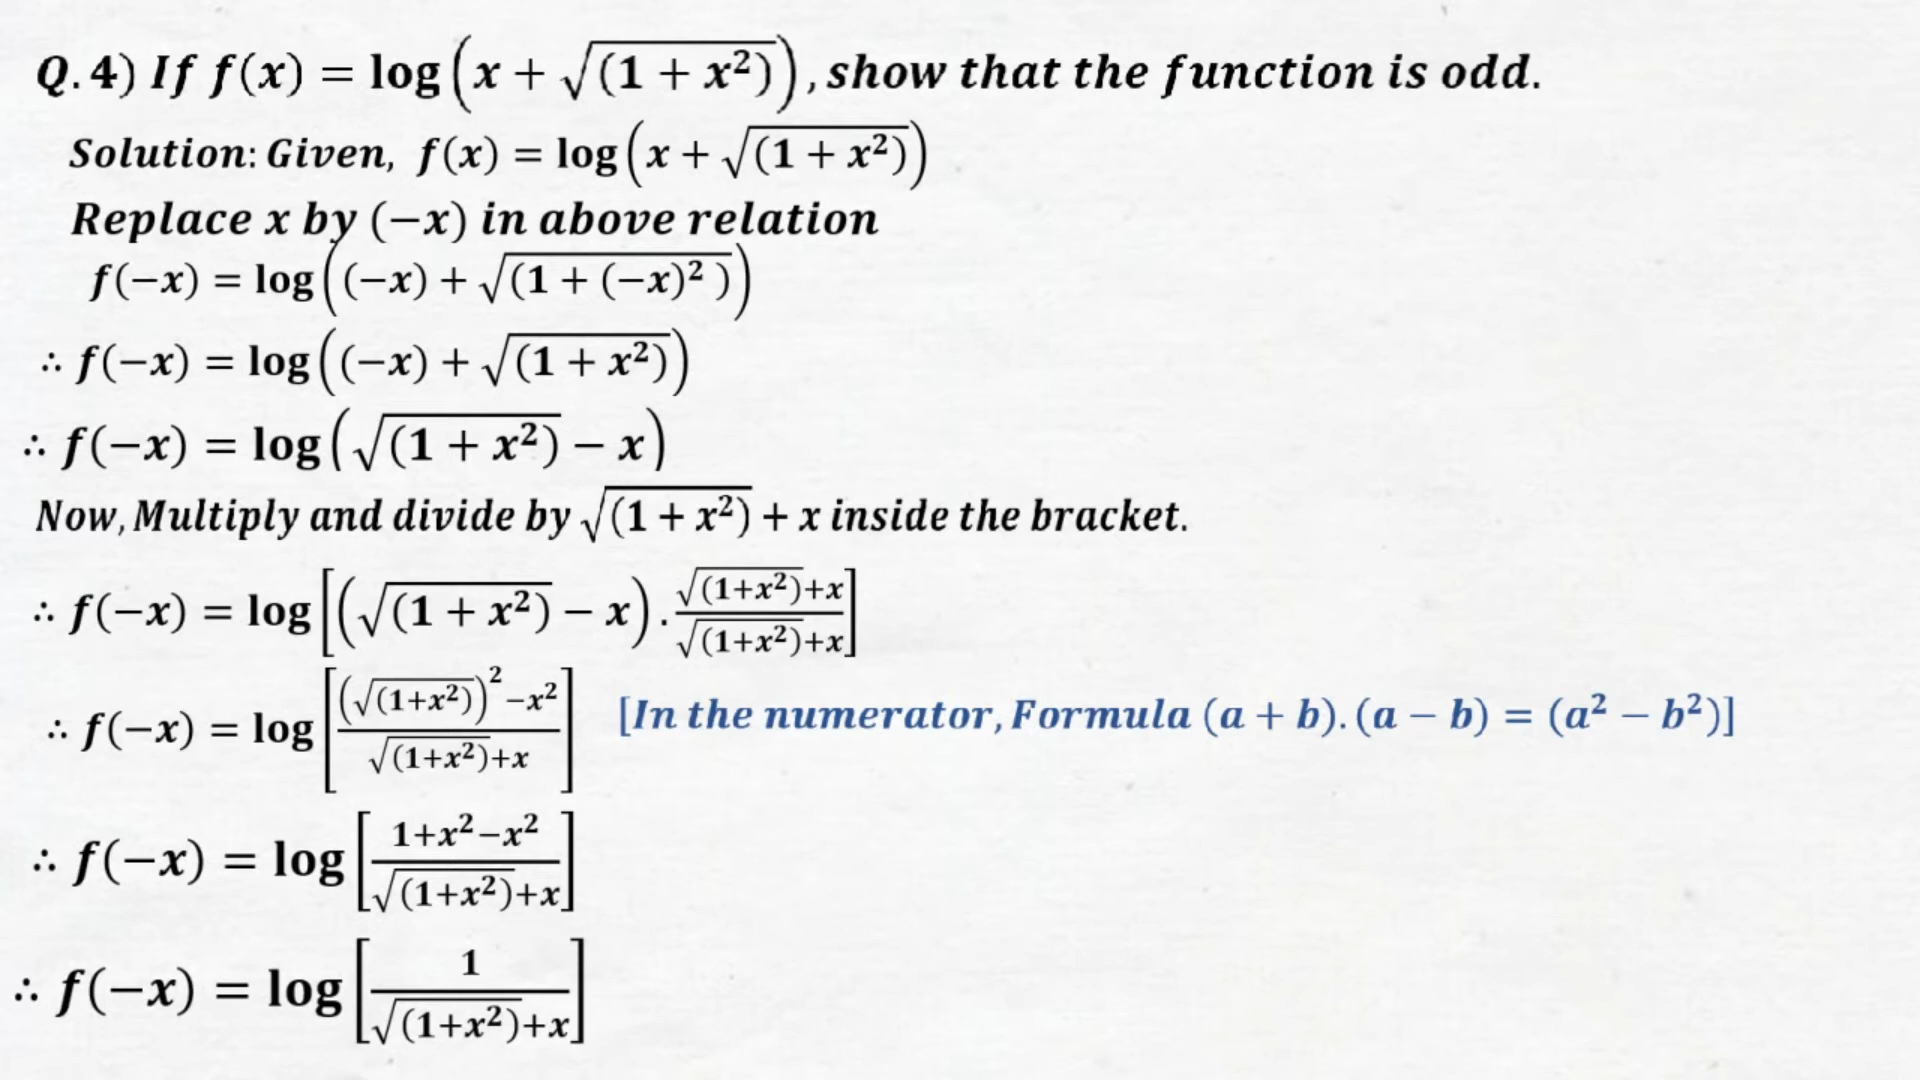 Q.4) If f(x) = log(x + √(1 + x²)), show that the function is odd.
Solution: Given, f(x) = log(x + √(1 + x²))
Replace x by (−x) in above relation
f(−x) = log((−x) + √(1 + (−x)²))
∴ f(−x) = log((−x) + √(1 + x²))
∴ f(−x) = log(√(1 + x²) − x)
Now, Multiply and divide by √(1 + x²) + x inside the bracket.
∴ f(−x) = log[(√(1 + x²) − x). (√(1+x²)+x)/(√(1+x²)+x)]
∴ f(−x) = log[((√(1+x²))² −x²)/(√(1+x²)+x)] [In the numerator, Formula (a + b). (a − b) = (a² − b²)]
∴ f(−x) = log[(1+x²−x²)/(√(1+x²)+x)]
∴ f(−x) = log[1/(√(1+x²)+x)]